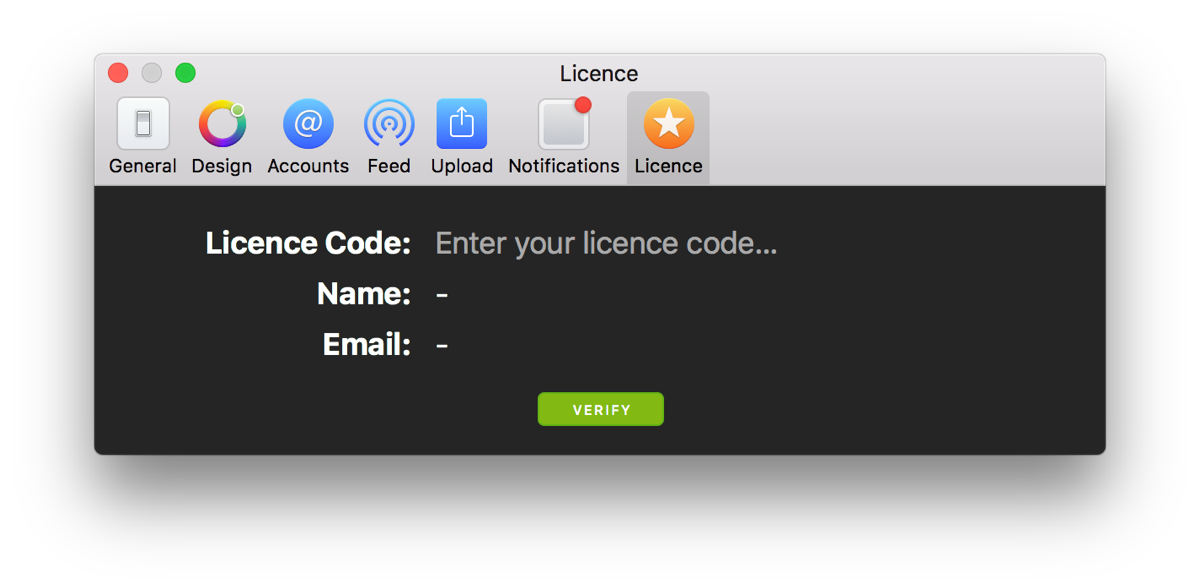 Licence
General Design Accounts Feed Upload Notifications Licence
Licence Code: Enter your licence code...
Name: -
Email: -
VERIFY